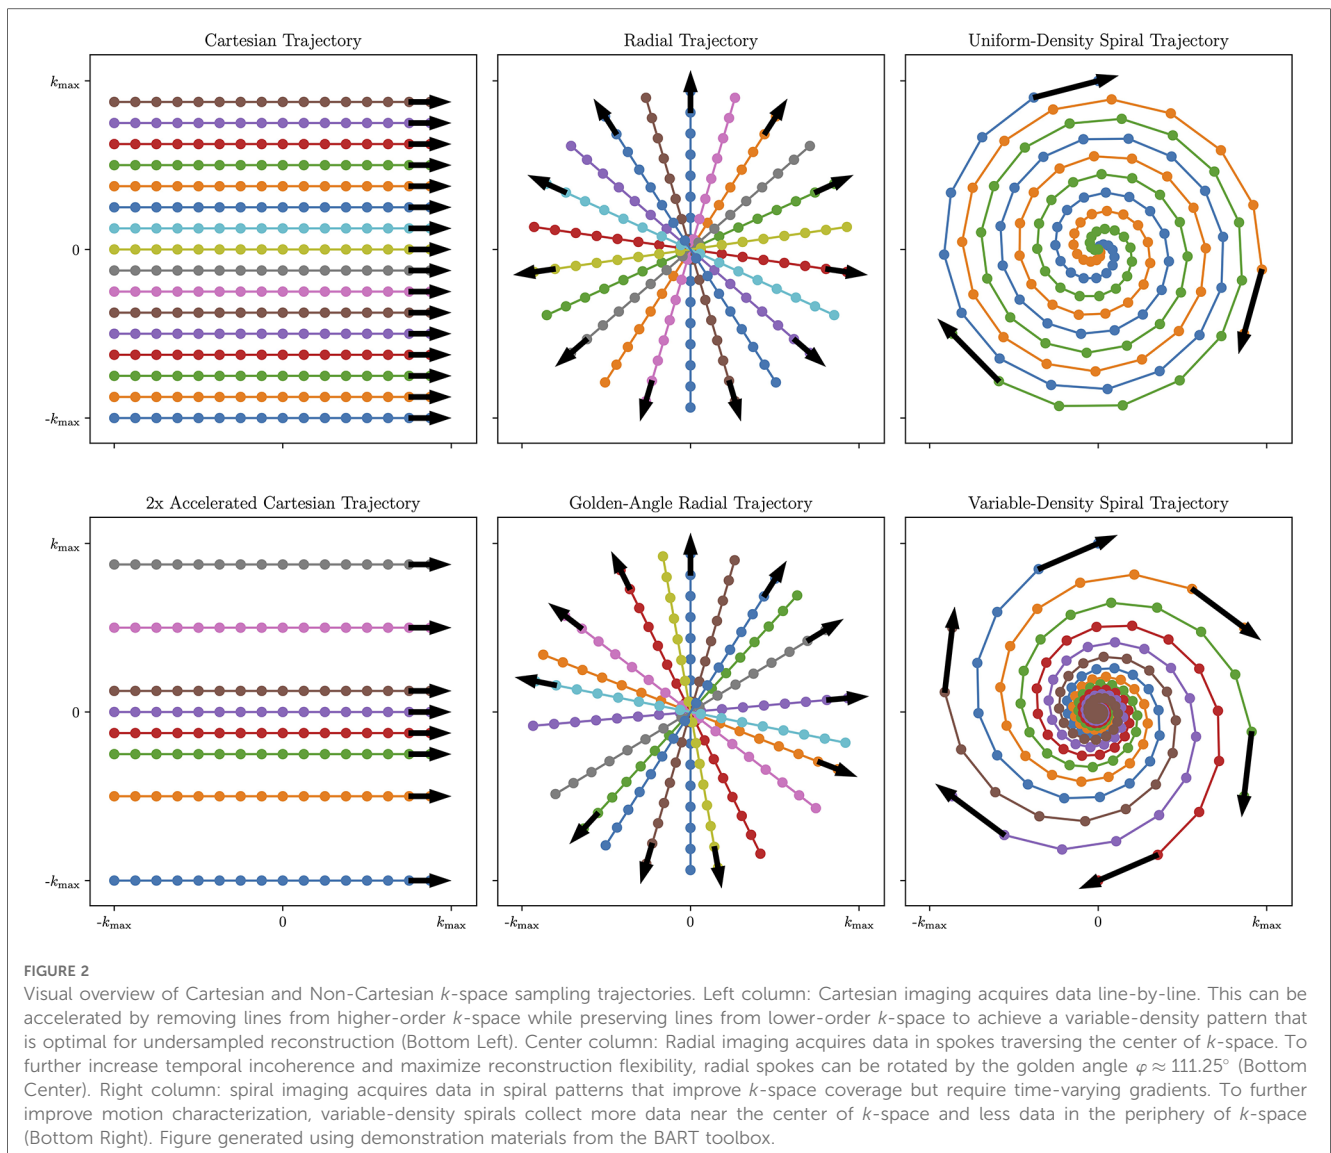 Cartesian Trajectory
Radial Trajectory
Uniform-Density Spiral Trajectory
kmax
0
-kmax
2x Accelerated Cartesian Trajectory
Golden-Angle Radial Trajectory
Variable-Density Spiral Trajectory
kmax
0
-kmax
-kmax 0 kmax
-kmax 0 kmax
-kmax 0 kmax
FIGURE 2
Visual overview of Cartesian and Non-Cartesian k-space sampling trajectories. Left column: Cartesian imaging acquires data line-by-line. This can be
accelerated by removing lines from higher-order k-space while preserving lines from lower-order k-space to achieve a variable-density pattern that
is optimal for undersampled reconstruction (Bottom Left). Center column: Radial imaging acquires data in spokes traversing the center of k-space. To
further increase temporal incoherence and maximize reconstruction flexibility, radial spokes can be rotated by the golden angle φ ≈ 111.25° (Bottom
Center). Right column: spiral imaging acquires data in spiral patterns that improve k-space coverage but require time-varying gradients. To further
improve motion characterization, variable-density spirals collect more data near the center of k-space and less data in the periphery of k-space
(Bottom Right). Figure generated using demonstration materials from the BART toolbox.